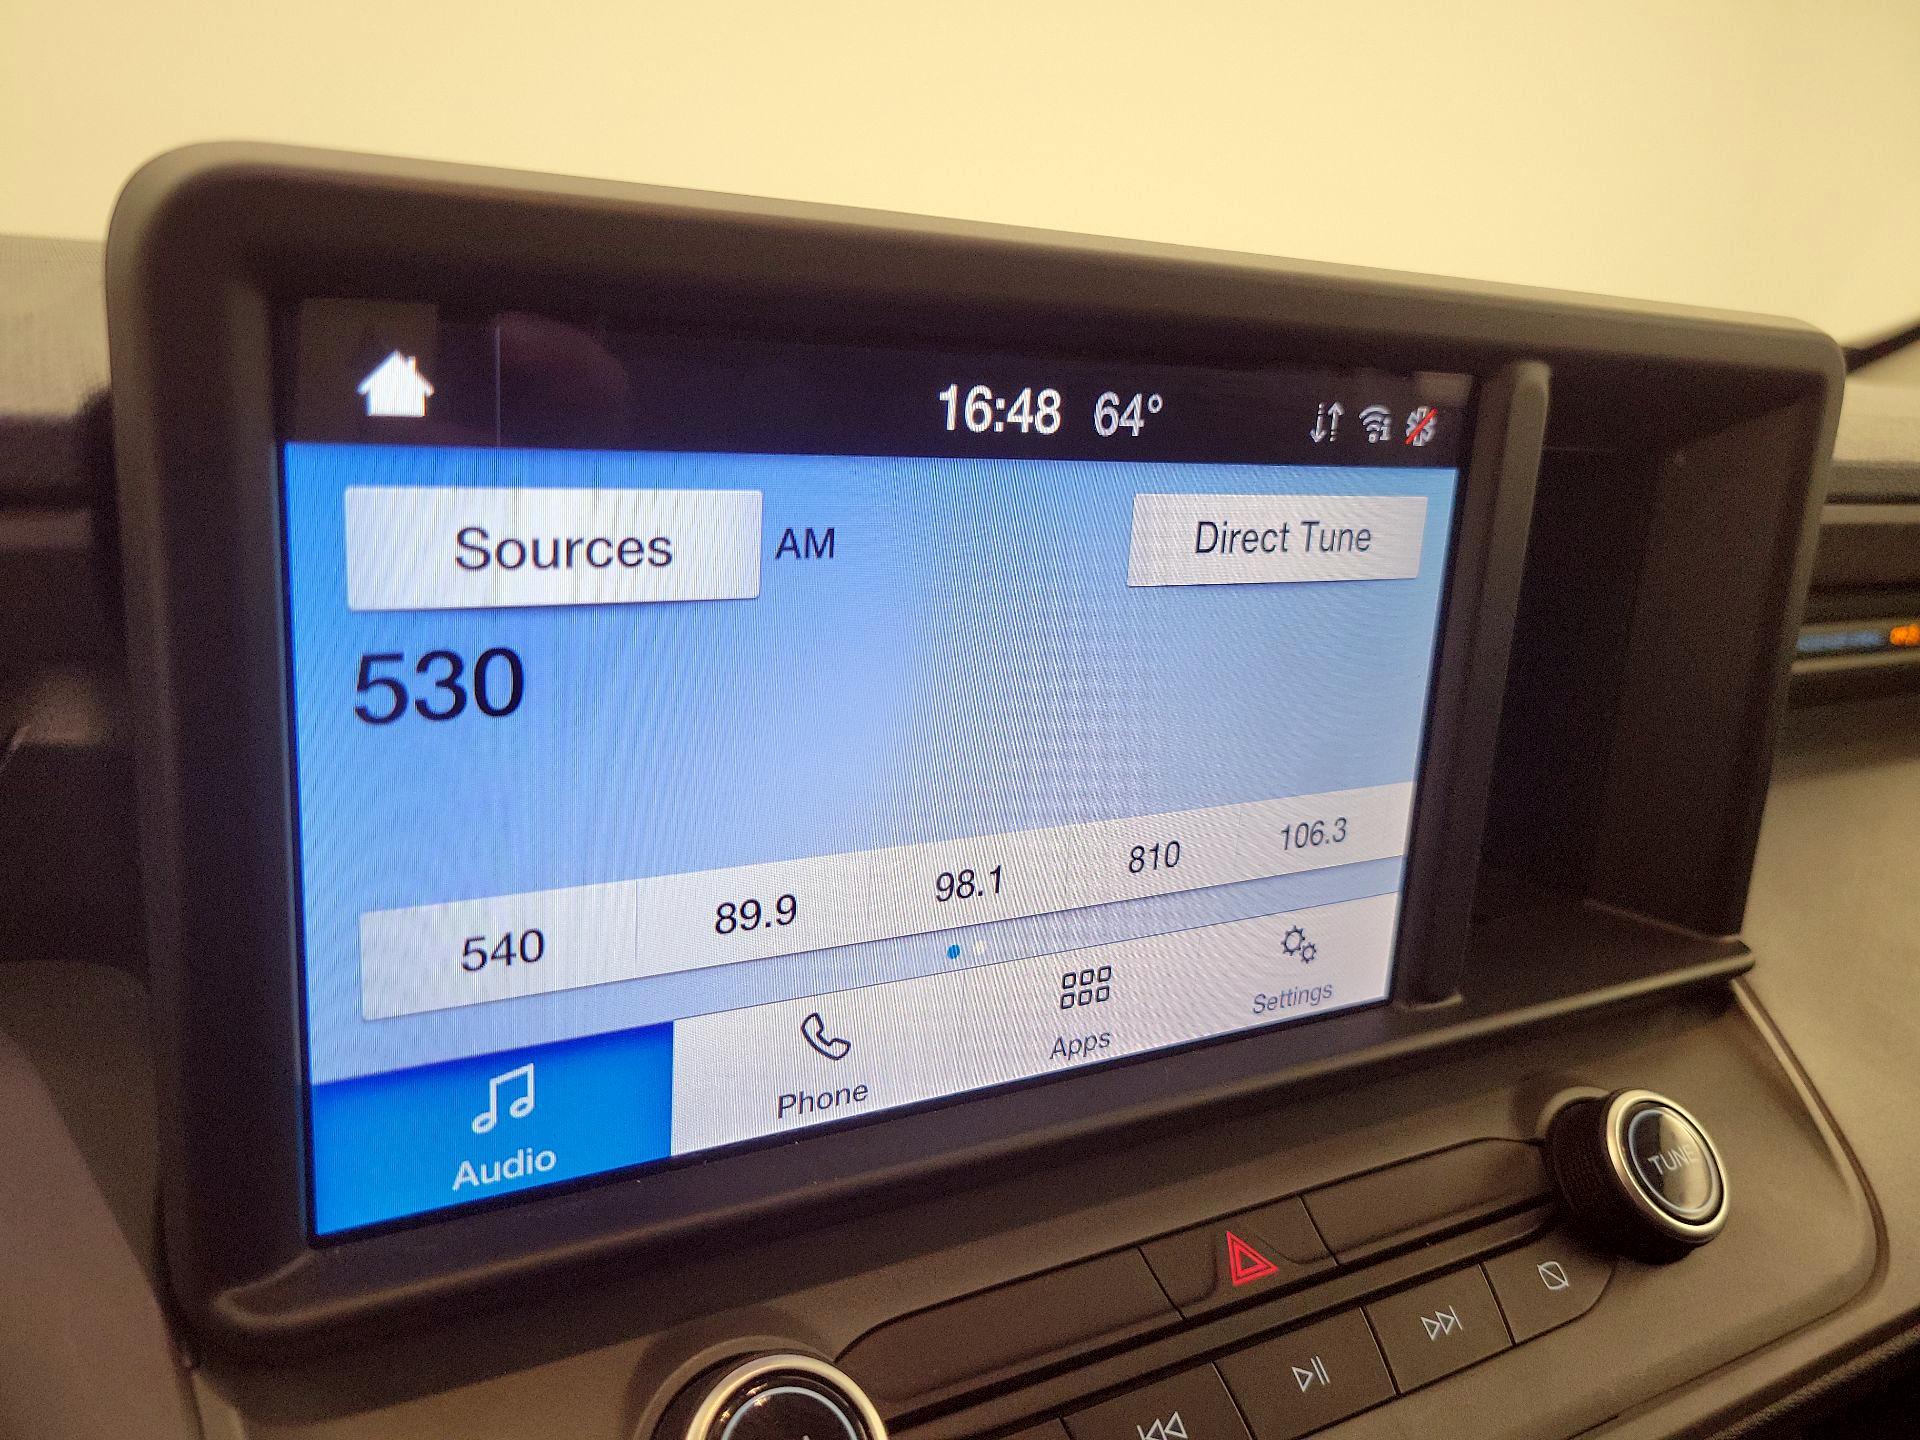 16:48 64°
Sources AM Direct Tune
530
540 89.9 98.1 810 106.3
Audio Phone Apps Settings
TUNE